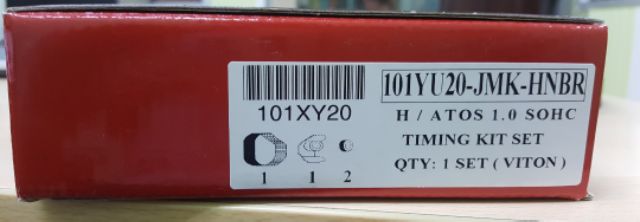 101YU20-JMK-HNBR
101XY20
H / ATOS 1.0 SOHC
TIMING KIT SET
QTY: 1 SET ( VITON )
1 1 2